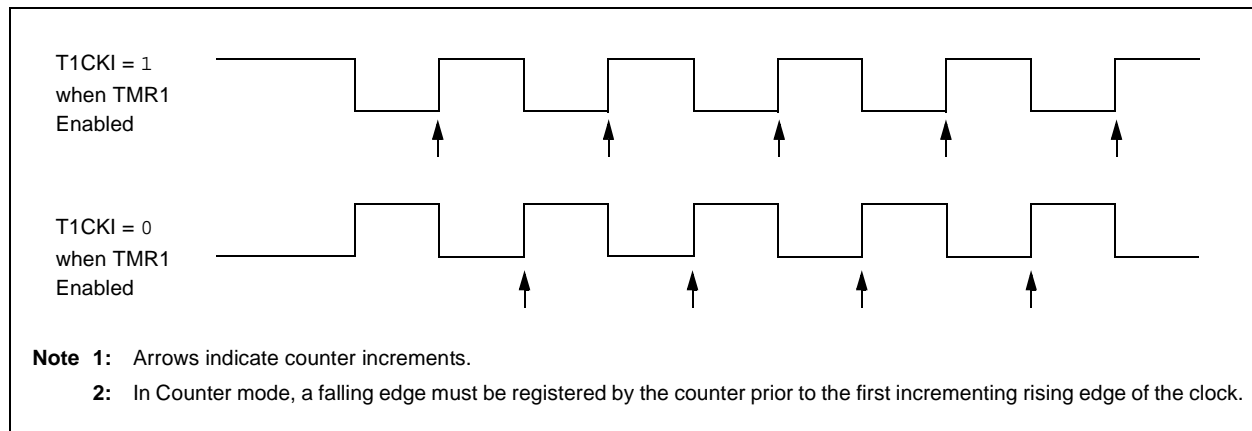 T1CKI = 1
when TMR1
Enabled
T1CKI = 0
when TMR1
Enabled
Note 1: Arrows indicate counter increments.
2: In Counter mode, a falling edge must be registered by the counter prior to the first incrementing rising edge of the clock.